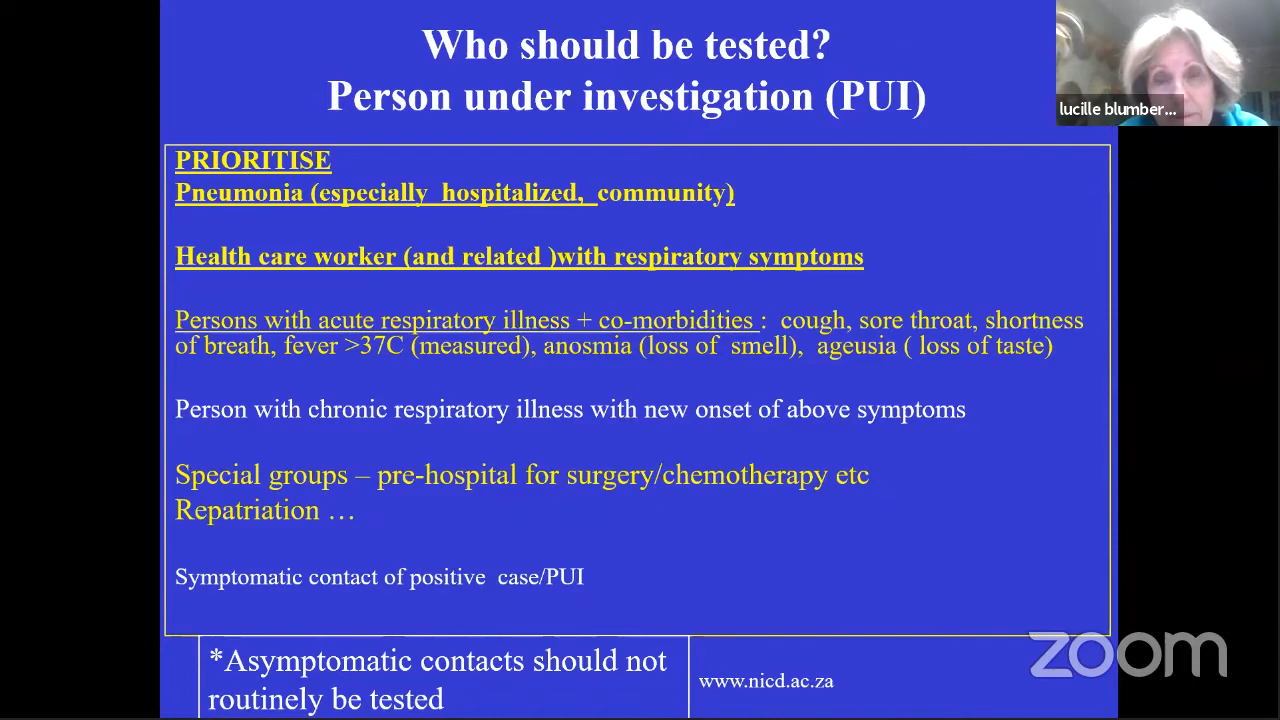 Who should be tested?
Person under investigation (PUI)
lucille blumber...
PRIORITISE
Pneumonia (especially  hospitalized,  community)
Health care worker (and related )with respiratory symptoms
Persons with acute respiratory illness + co-morbidities :  cough, sore throat, shortness
of breath, fever >37C (measured), anosmia (loss of  smell),  ageusia ( loss of taste)
Person with chronic respiratory illness with new onset of above symptoms
Special groups – pre-hospital for surgery/chemotherapy etc
Repatriation …
Symptomatic contact of positive  case/PUI
*Asymptomatic contacts should not
routinely be tested
www.nicd.ac.za
zoom